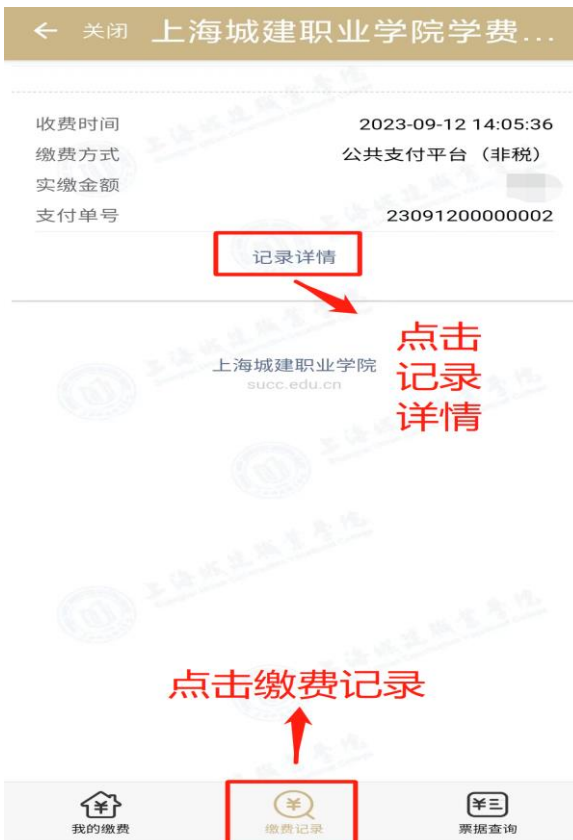 ← 关闭 上海城建职业学院学费...
收费时间 2023-09-12 14:05:36
缴费方式 公共支付平台（非税）
实缴金额
支付单号 23091200000002
记录详情
点击
记录
详情
上海城建职业学院
succ.edu.cn
点击缴费记录
我的缴费 缴费记录 票据查询